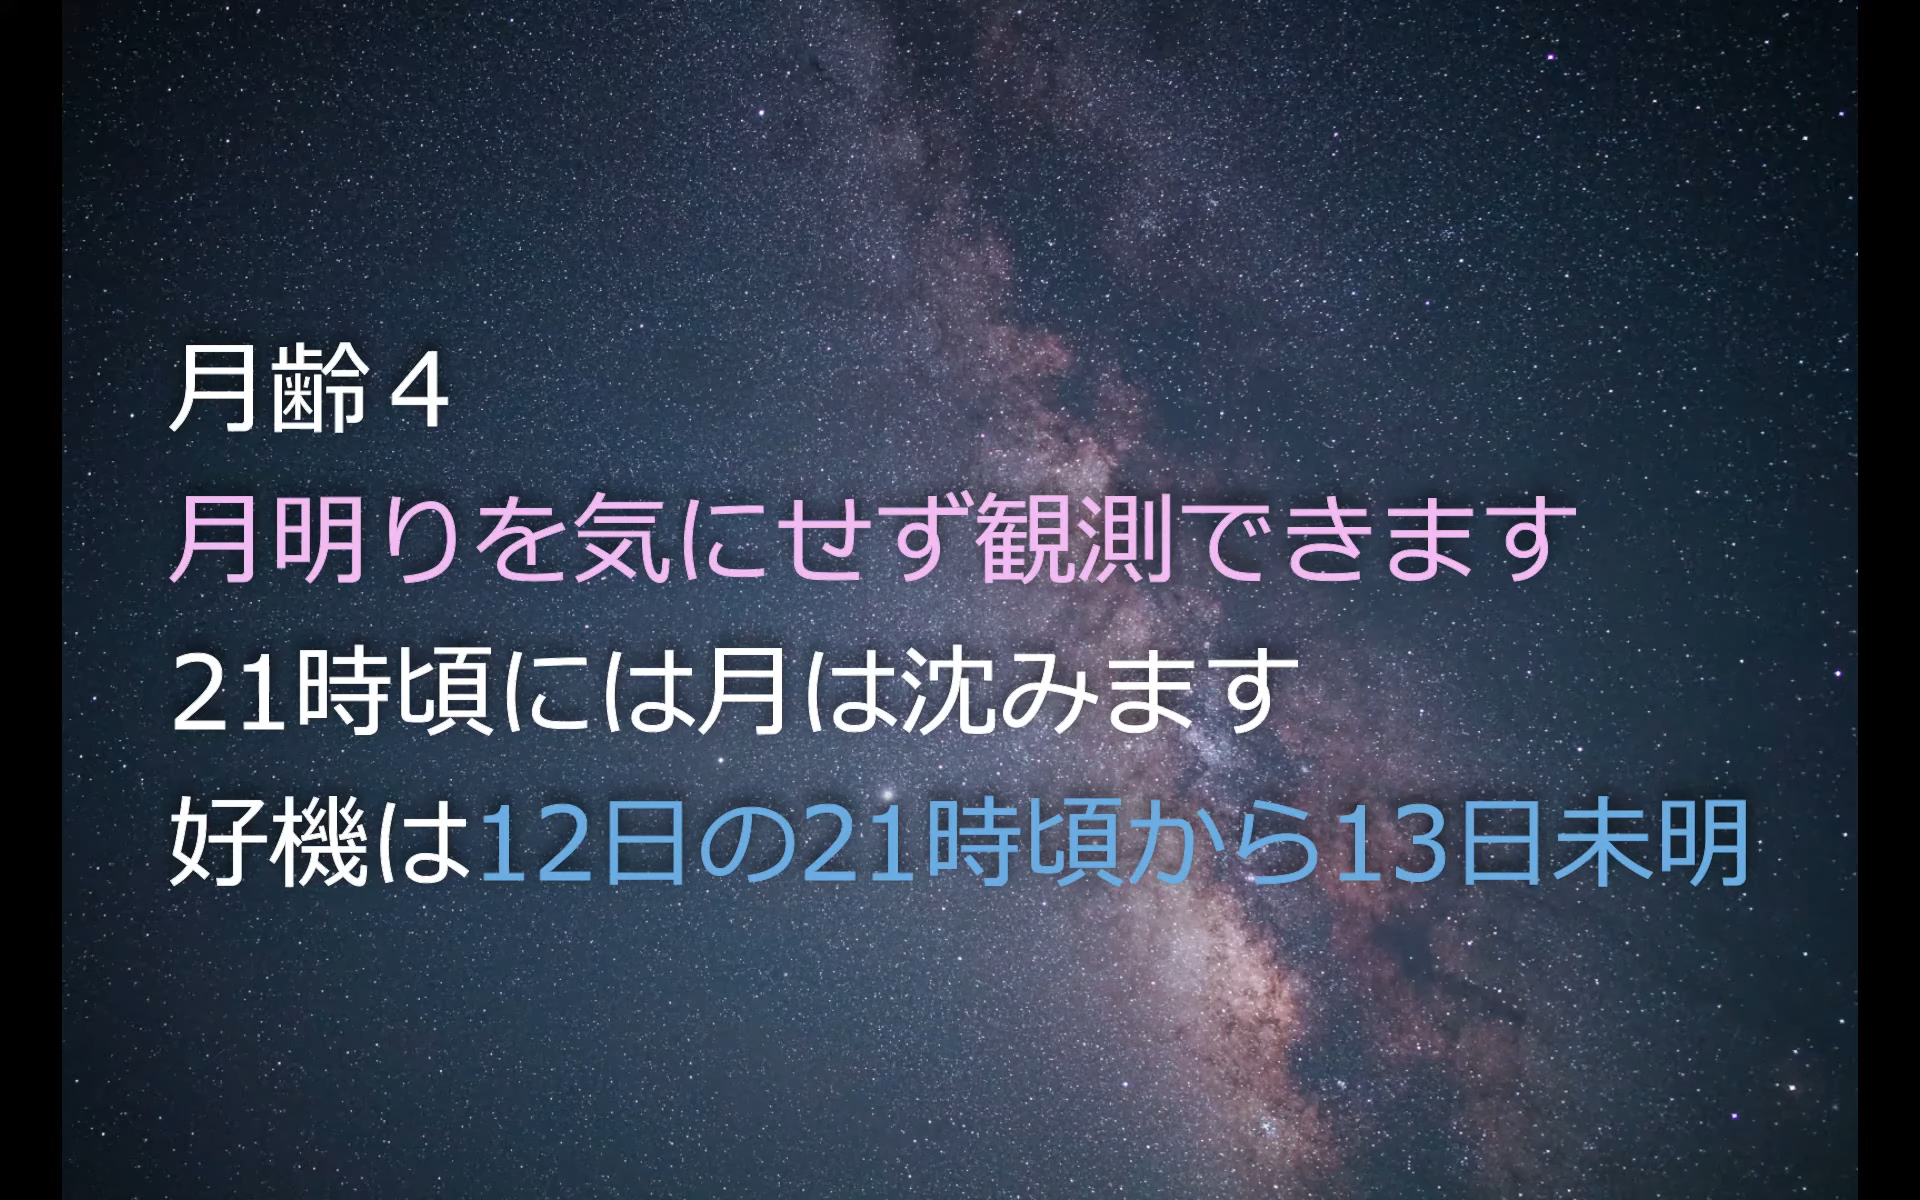 月齢４
月明りを気にせず観測できます
21時頃には月は沈みます
好機は12日の21時頃から13日未明